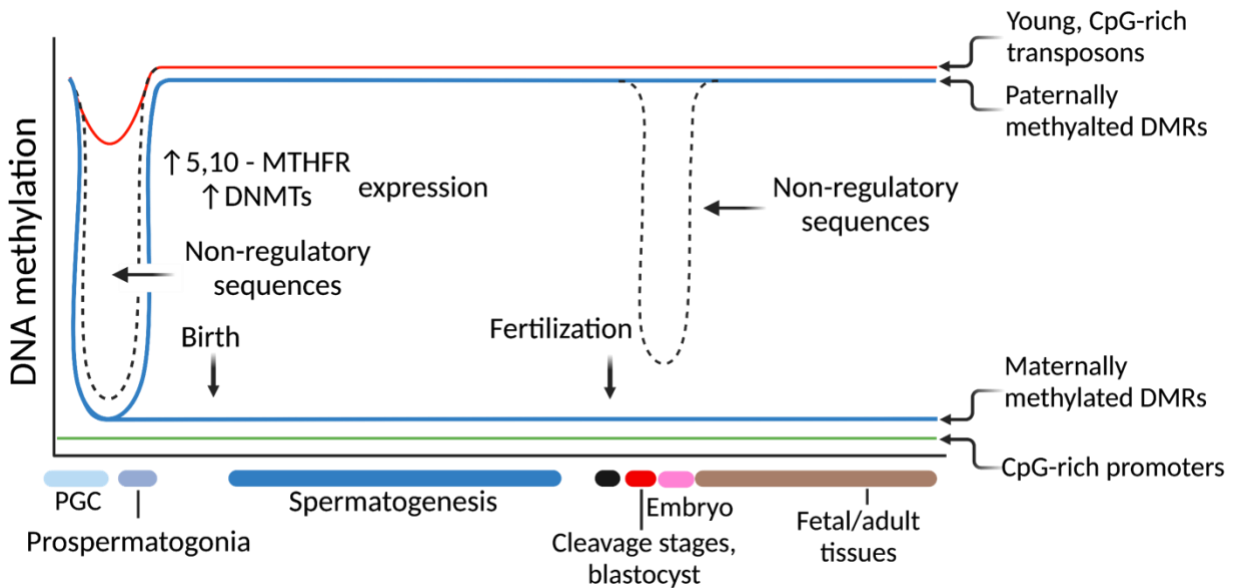 Young, CpG-rich
transposons
Paternally
methyalted DMRs
DNA methylation
↑ 5,10 - MTHFR
↑ DNMTs
expression
Non-regulatory
sequences
Non-regulatory
sequences
Birth
Fertilization
Maternally
methylated DMRs
CpG-rich promoters
PGC
Prospermatogonia
Spermatogenesis
Embryo
Cleavage stages,
blastocyst
Fetal/adult
tissues